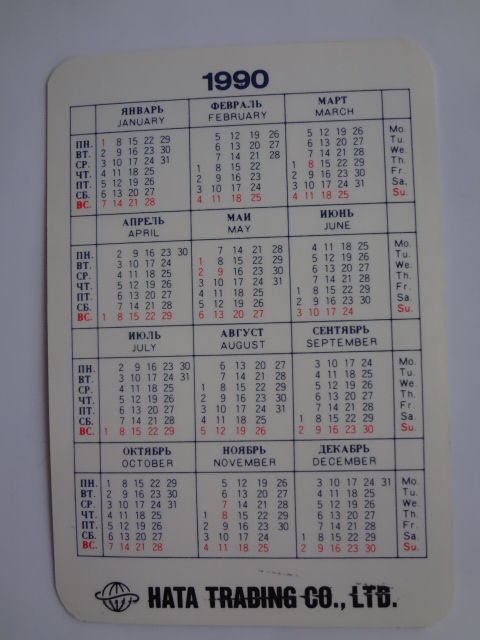 1990
ЯНВАРЬ ФЕВРАЛЬ МАРТ
JANUARY FEBRUARY MARCH
ПН. 1 8 15 22 29 5 12 19 26 5 12 19 26 Mo.
ВТ. 2 9 16 23 30 6 13 20 27 6 13 20 27 Tu.
СР. 3 10 17 24 31 7 14 21 28 7 14 21 28 We.
ЧТ. 4 11 18 25 1 8 15 22 1 8 15 22 29 Th.
ПТ. 5 12 19 26 2 9 16 23 2 9 16 23 30 Fr.
СБ. 6 13 20 27 3 10 17 24 3 10 17 24 31 Sa.
ВС. 7 14 21 28 4 11 18 25 4 11 18 25 Su.
АПРЕЛЬ МАЙ ИЮНЬ
APRIL MAY JUNE
ПН. 2 9 16 23 30 7 14 21 28 4 11 18 25 Mo.
ВТ. 3 10 17 24 1 8 15 22 29 5 12 19 26 Tu.
СР. 4 11 18 25 2 9 16 23 30 6 13 20 27 We.
ЧТ. 5 12 19 26 3 10 17 24 31 7 14 21 28 Th.
ПТ. 6 13 20 27 4 11 18 25 1 8 15 22 29 Fr.
СБ. 7 14 21 28 5 12 19 26 2 9 16 23 30 Sa.
ВС. 1 8 15 22 29 6 13 20 27 3 10 17 24 Su.
ИЮЛЬ АВГУСТ СЕНТЯБРЬ
JULY AUGUST SEPTEMBER
ПН. 2 9 16 23 30 6 13 20 27 3 10 17 24 Mo.
ВТ. 3 10 17 24 31 7 14 21 28 4 11 18 25 Tu.
СР. 4 11 18 25 1 8 15 22 29 5 12 19 26 We.
ЧТ. 5 12 19 26 2 9 16 23 30 6 13 20 27 Th.
ПТ. 6 13 20 27 3 10 17 24 31 7 14 21 28 Fr.
СБ. 7 14 21 28 4 11 18 25 1 8 15 22 29 Sa.
ВС. 1 8 15 22 29 5 12 19 26 2 9 16 23 30 Su.
ОКТЯБРЬ НОЯБРЬ ДЕКАБРЬ
OCTOBER NOVEMBER DECEMBER
ПН. 1 8 15 22 29 5 12 19 26 3 10 17 24 31 Mo.
ВТ. 2 9 16 23 30 6 13 20 27 4 11 18 25 Tu.
СР. 3 10 17 24 31 7 14 21 28 5 12 19 26 We.
ЧТ. 4 11 18 25 1 8 15 22 29 6 13 20 27 Th.
ПТ. 5 12 19 26 2 9 16 23 30 7 14 21 28 Fr.
СБ. 6 13 20 27 3 10 17 24 1 8 15 22 29 Sa.
ВС. 7 14 21 28 4 11 18 25 2 9 16 23 30 Su.
HATA TRADING CO., LTD.